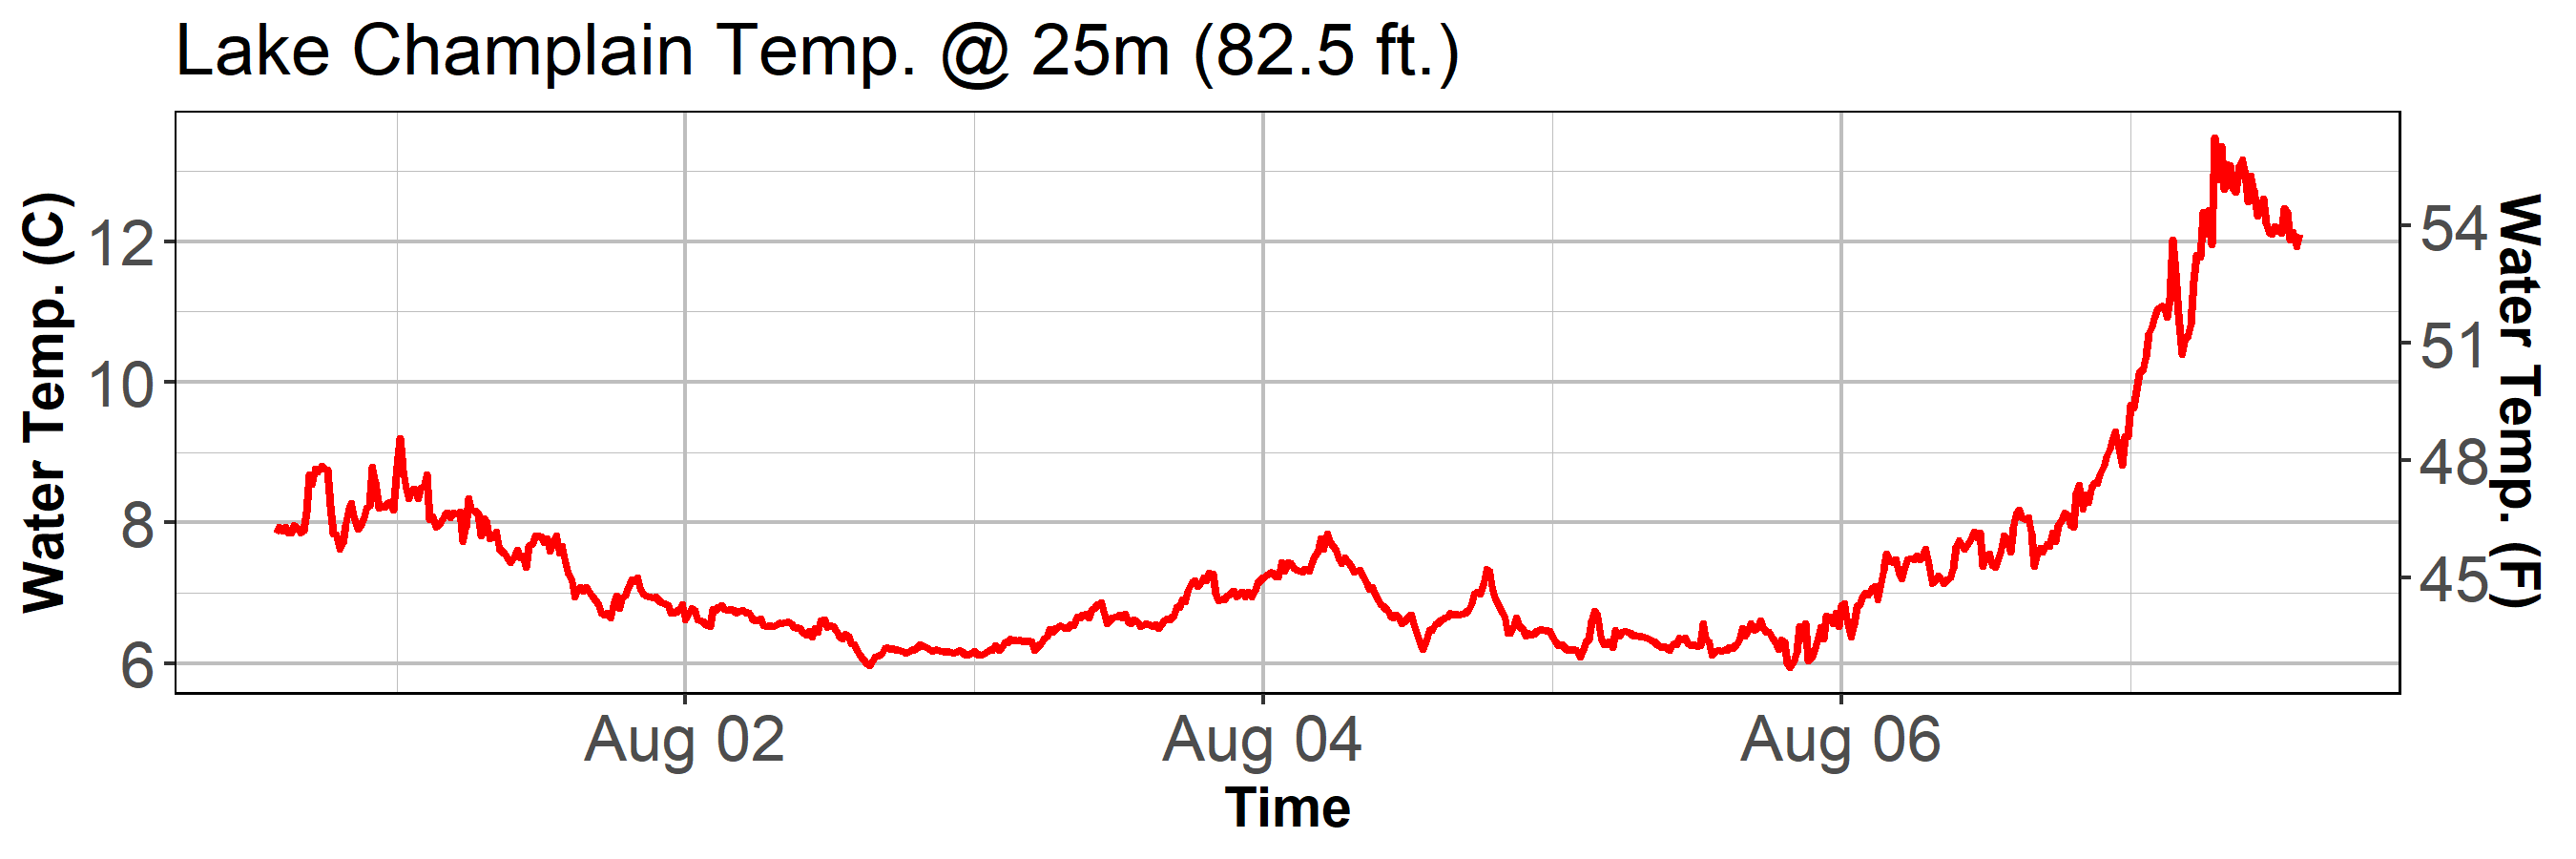 Lake Champlain Temp. @ 25m (82.5 ft.)
Water Temp. (C)
12
10
8
6
54
51
48
45
Water Temp. (F)
Aug 02
Aug 04
Aug 06
Time